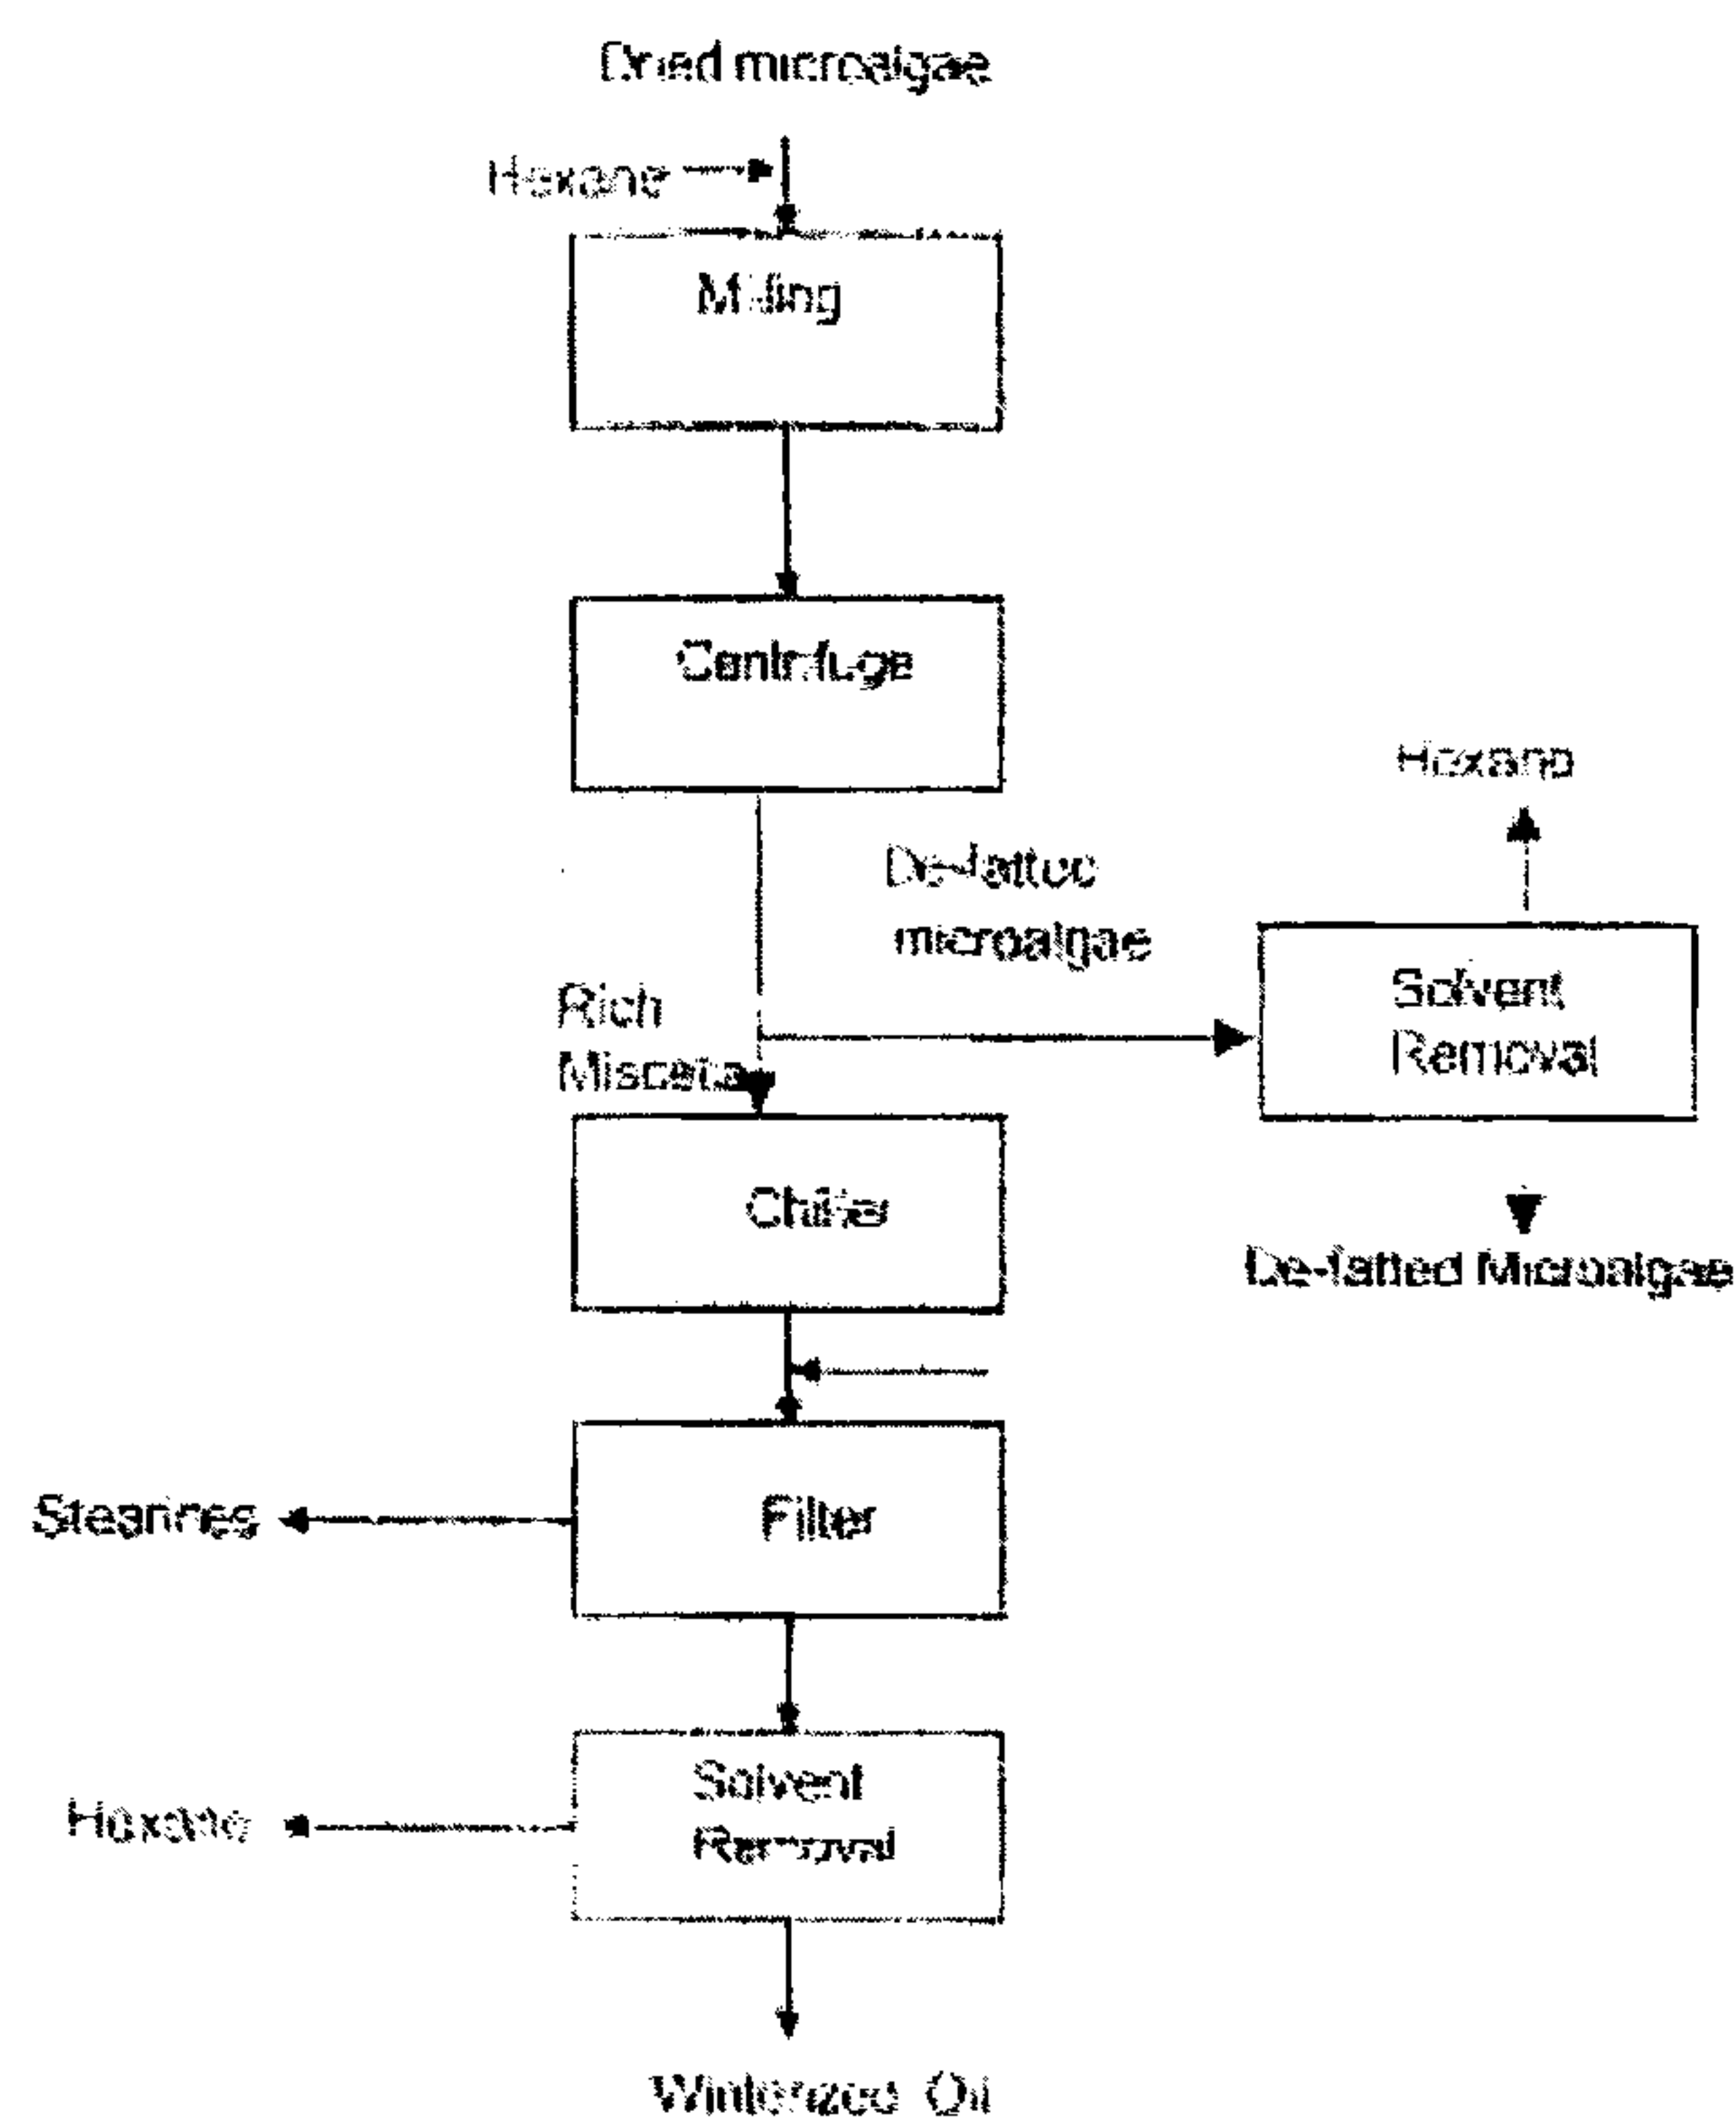 Dried microalgae
Hexane
Milling
Centrifuge
Hexane
De-fatted
microalgae
Solvent
Removal
Rich
Miscella
De-fatted Microalgae
Chiller
Filter
Stearines
Solvent
Removal
Hexane
Winterized Oil